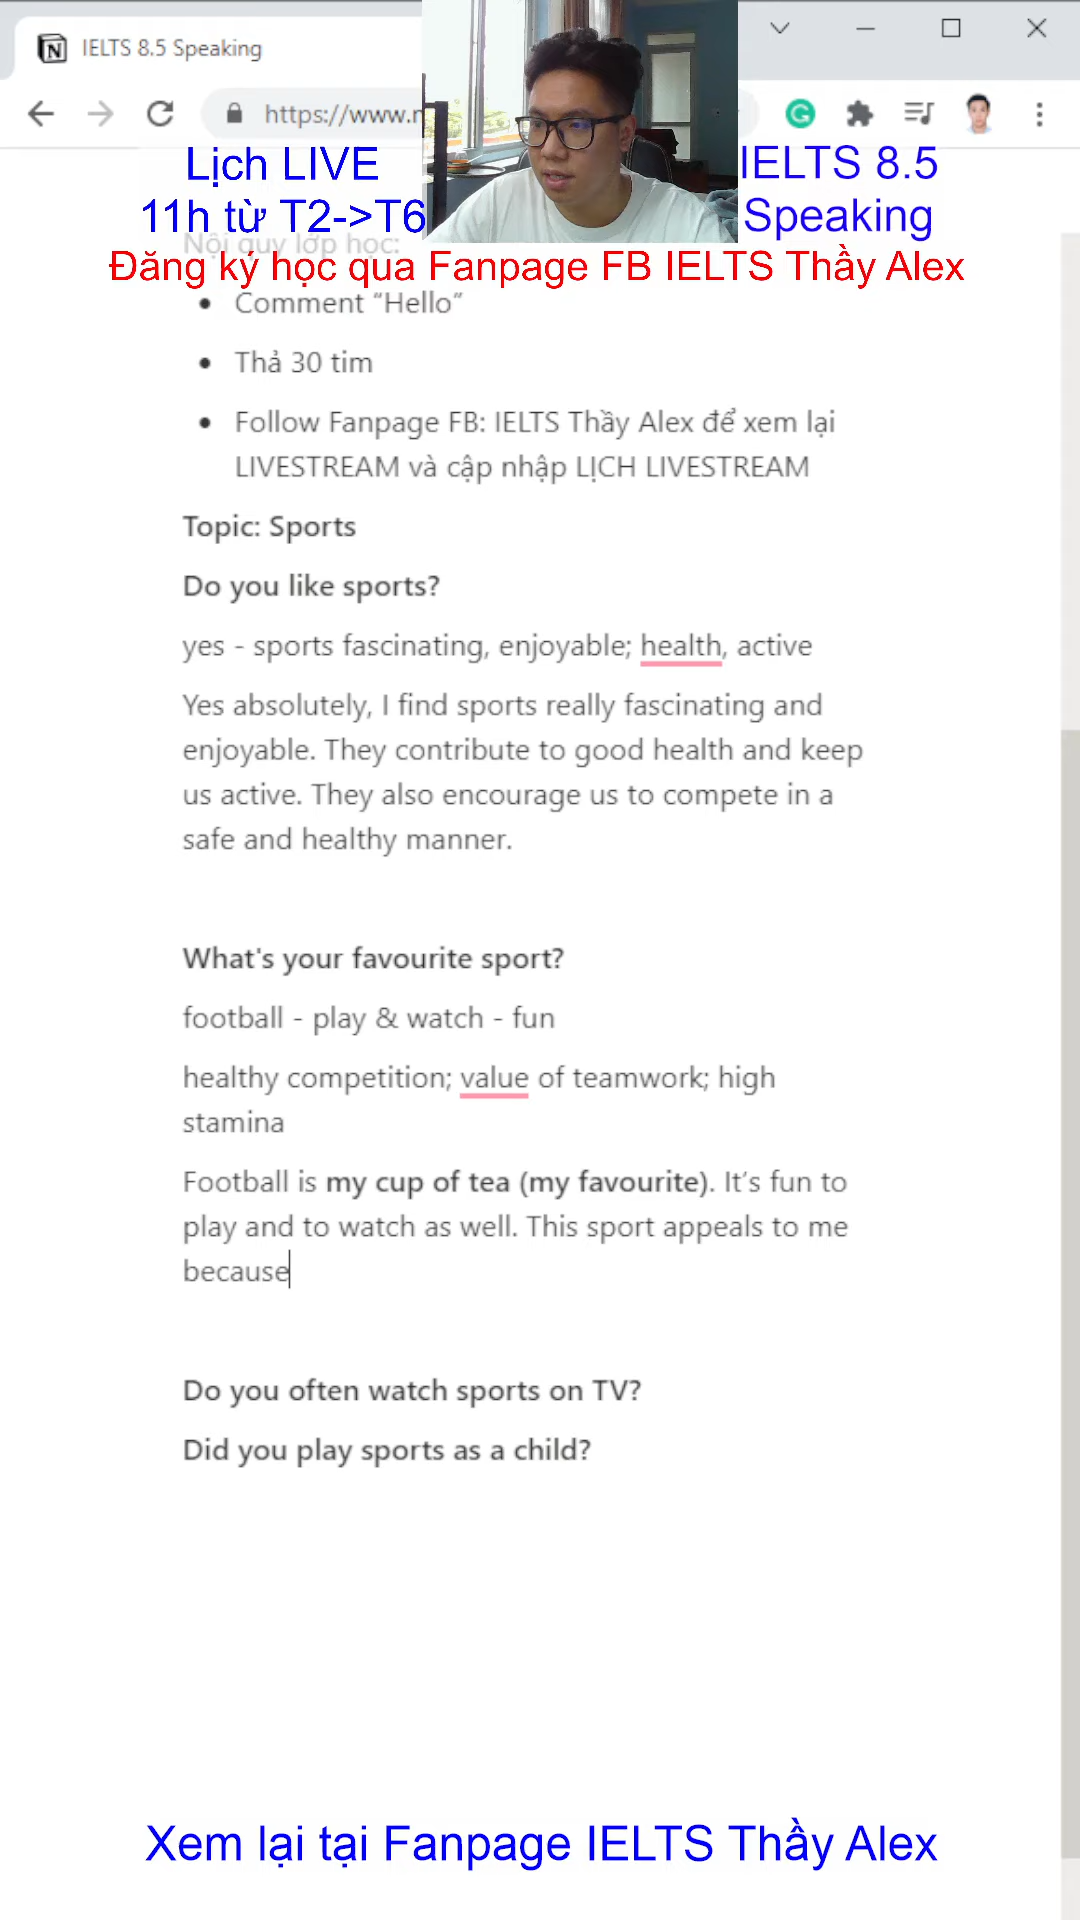 IELTS 8.5 Speaking
https://www.n
Lịch LIVE
11h từ T2->T6
IELTS 8.5
Speaking
Nội quy lớp học:
Đăng ký học qua Fanpage FB IELTS Thầy Alex
• Comment “Hello”
• Thả 30 tim
• Follow Fanpage FB: IELTS Thầy Alex để xem lại
LIVESTREAM và cập nhập LỊCH LIVESTREAM
Topic: Sports
Do you like sports?
yes - sports fascinating, enjoyable; health, active
Yes absolutely, I find sports really fascinating and
enjoyable. They contribute to good health and keep
us active. They also encourage us to compete in a
safe and healthy manner.
What's your favourite sport?
football - play & watch - fun
healthy competition; value of teamwork; high
stamina
Football is my cup of tea (my favourite). It’s fun to
play and to watch as well. This sport appeals to me
because
Do you often watch sports on TV?
Did you play sports as a child?
Xem lại tại Fanpage IELTS Thầy Alex